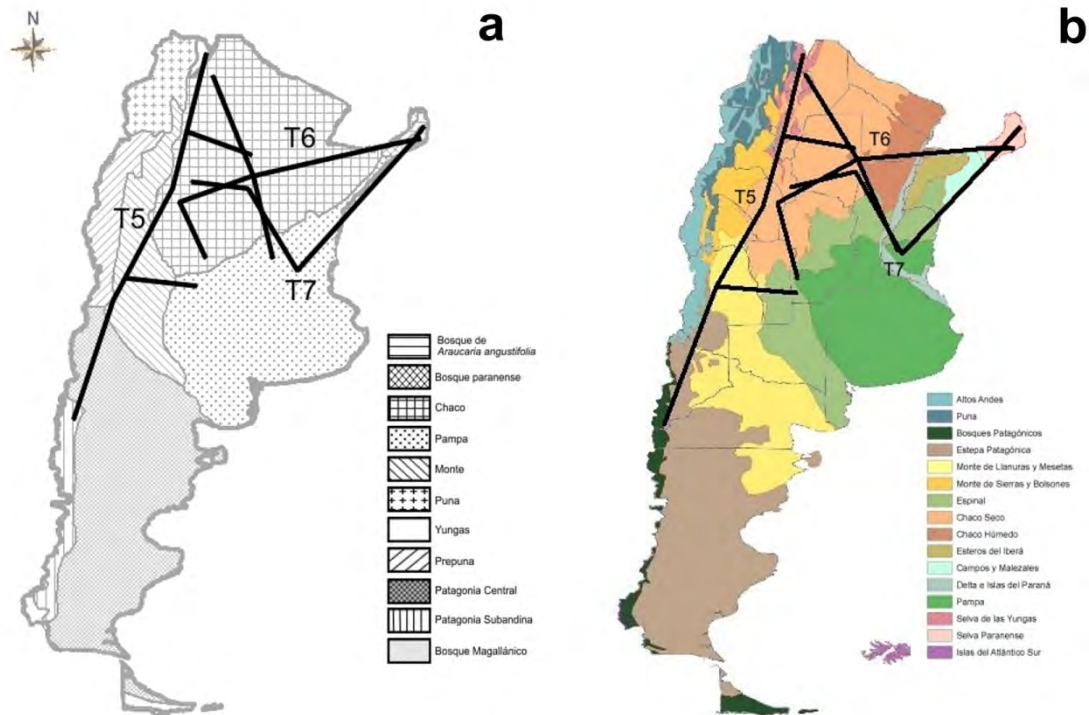 N
a
b
T6
T5
T7
Bosque de
Araucaria angustifolia
Bosque paranense
Chaco
Pampa
Monte
Puna
Yungas
Prepuna
Patagonia Central
Patagonia Subandina
Bosque Magallánico
T6
T5
T7
Altos Andes
Puna
Bosques Patagónicos
Estepa Patagónica
Monte de Llanuras y Mesetas
Monte de Sierras y Bolsones
Espinal
Chaco Seco
Chaco Húmedo
Esteros del Iberá
Campos y Malezales
Delta e Islas del Paraná
Pampa
Selva de las Yungas
Selva Paranense
Islas del Atlántico Sur